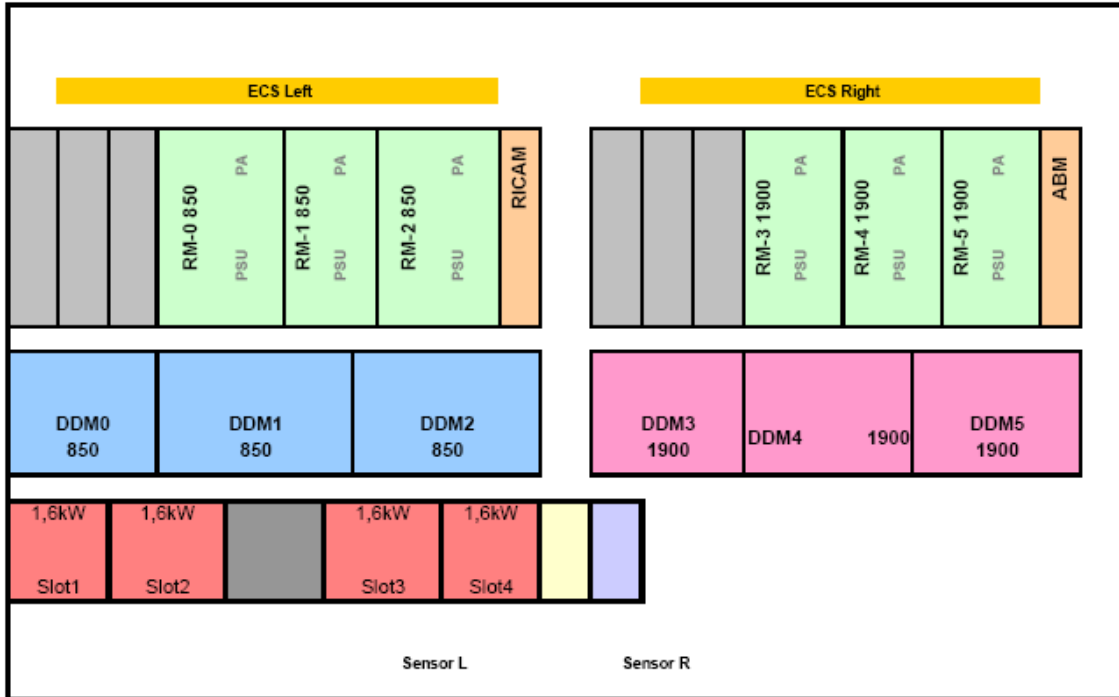 ECS Left
ECS Right
RM-0 850
PSU PA
RM-1 850
PSU PA
RM-2 850
PSU PA
RICAM
RM-3 1900
PSU PA
RM-4 1900
PSU PA
RM-5 1900
PSU PA
ABM
DDM0
850
DDM1
850
DDM2
850
DDM3
1900
DDM4 1900
DDM5
1900
1,6kW
Slot1
1,6kW
Slot2
1,6kW
Slot3
1,6kW
Slot4
Sensor L
Sensor R